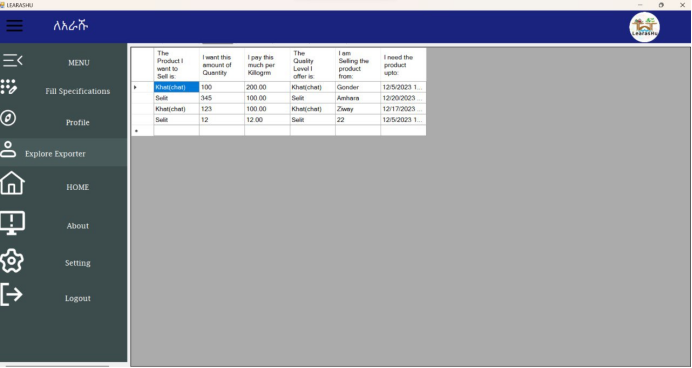 LEARASHU
ለአራሹ
LearasHu
MENU
Fill Specifications
Profile
Explore Exporter
HOME
About
Setting
Logout
The Product I want to Sell is: I want this amount of Quantity I pay this much per Killogrm The Quality Level I offer is: I am Selling the product from: I need the product upto:
Khat(chat) 100 200.00 Khat(chat) Gonder 12/5/2023 1...
Selit 345 100.00 Selit Amhara 12/20/2023 ...
Khat(chat) 123 100.00 Khat(chat) Ziway 12/17/2023 ...
Selit 12 12.00 Selit 22 12/5/2023 1...